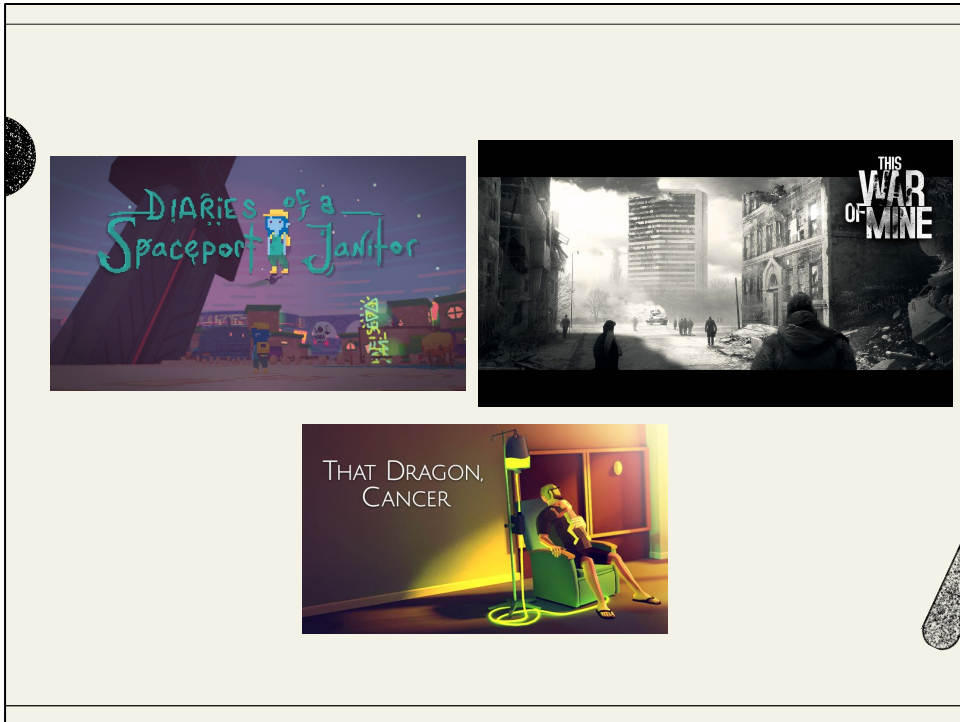 DIARIES of a
Spaceport Janitor
THIS
WAR
OF MINE
THAT DRAGON,
CANCER